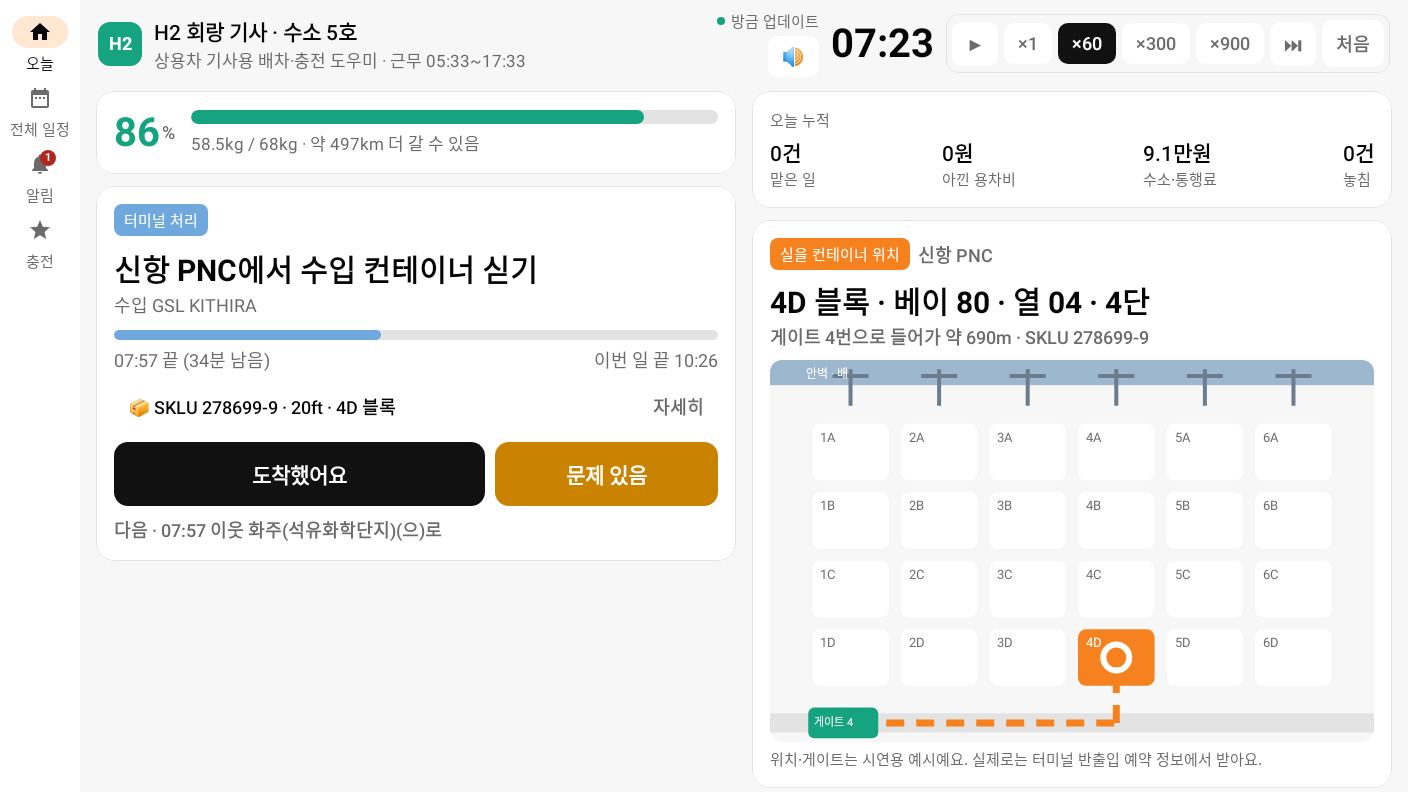 오늘
전체 일정
1
알림
충전
H2
H2 회랑 기사 · 수소 5호
상용차 기사용 배차·충전 도우미 · 근무 05:33~17:33
방금 업데이트
07:23
×1
×60
×300
×900
처음
86%
58.5kg / 68kg · 약 497km 더 갈 수 있음
터미널 처리
신항 PNC에서 수입 컨테이너 싣기
수입 GSL KITHIRA
07:57 끝 (34분 남음)
이번 일 끝 10:26
SKLU 278699-9 · 20ft · 4D 블록
자세히
도착했어요
문제 있음
다음 · 07:57 이웃 화주(석유화학단지)(으)로
오늘 누적
0건
0원
9.1만원
0건
맡은 일
아낀 용차비
수소·통행료
놓침
실을 컨테이너 위치
신항 PNC
4D 블록 · 베이 80 · 열 04 · 4단
게이트 4번으로 들어가 약 690m · SKLU 278699-9
안벽 · 배
1A 2A 3A 4A 5A 6A
1B 2B 3B 4B 5B 6B
1C 2C 3C 4C 5C 6C
1D 2D 3D 4D 5D 6D
게이트 4
위치·게이트는 시연용 예시예요. 실제로는 터미널 반출입 예약 정보에서 받아요.